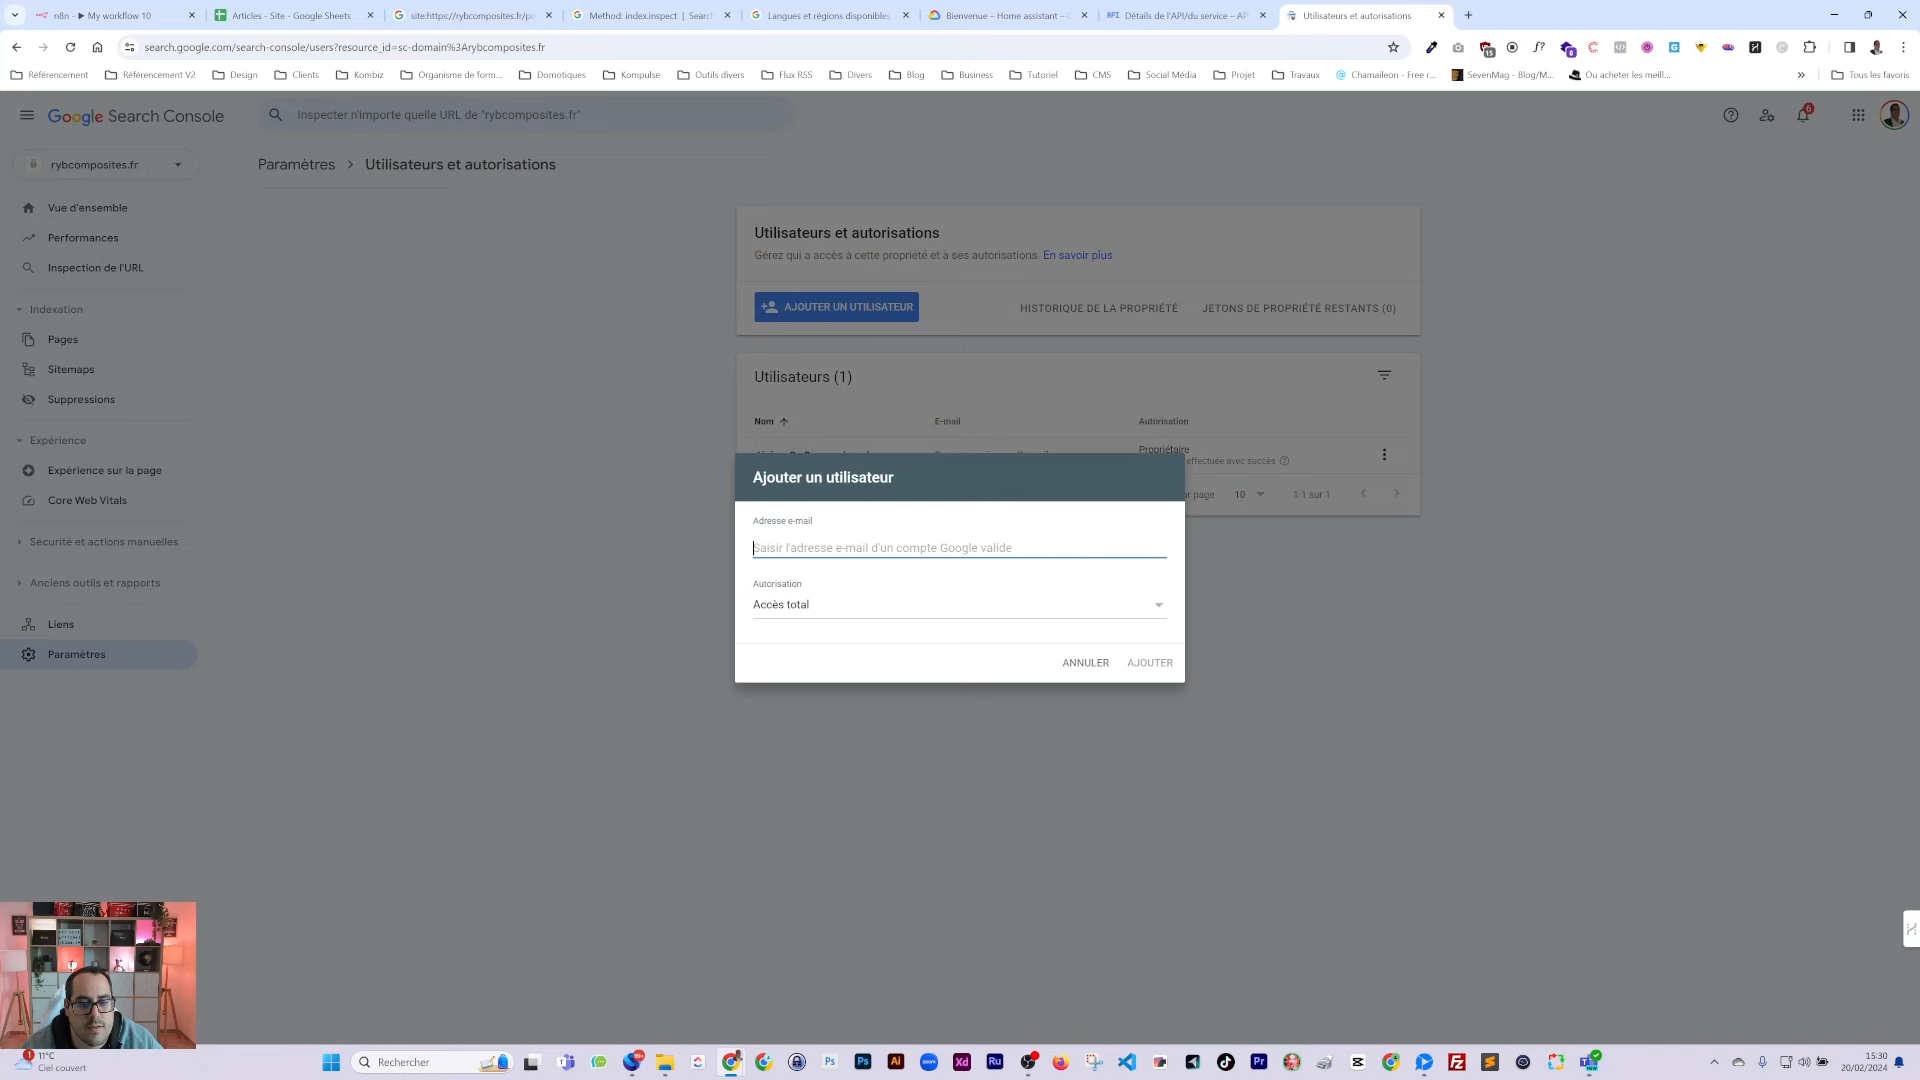 n8n - ▶ My workflow 10
Articles - Site - Google Sheets
site:https://rybcomposites.fr/po
Method: index.inspect | Search
Langues et régions disponibles
Bienvenue – Home assistant – C
Détails de l'API/du service – API
Utilisateurs et autorisations
search.google.com/search-console/users?resource_id=sc-domain%3Arybcomposites.fr
Référencement
Référencement V2
Design
Clients
Kombiz
Organisme de form...
Domotiques
Kompulse
Outils divers
Flux RSS
Divers
Blog
Business
Tutoriel
CMS
Social Média
Projet
Travaux
Chamaileon - Free r...
SevenMag - Blog/M...
Ou acheter les meill...
»
Tous les favoris
Google Search Console
Inspecter n'importe quelle URL de "rybcomposites.fr"
6
rybcomposites.fr
Paramètres > Utilisateurs et autorisations
Vue d'ensemble
Performances
Inspection de l'URL
Indexation
Pages
Sitemaps
Suppressions
Expérience
Expérience sur la page
Core Web Vitals
Sécurité et actions manuelles
Anciens outils et rapports
Liens
Paramètres
Utilisateurs et autorisations
Gérez qui a accès à cette propriété et à ses autorisations. En savoir plus
AJOUTER UN UTILISATEUR
HISTORIQUE DE LA PROPRIÉTÉ
JETONS DE PROPRIÉTÉ RESTANTS (0)
Utilisateurs (1)
Nom
E-mail
Autorisation
Propriétaire
effectuée avec succès
r page :
10
1-1 sur 1
Ajouter un utilisateur
Adresse e-mail
Saisir l'adresse e-mail d'un compte Google valide
Autorisation
Accès total
ANNULER
AJOUTER
1
11°C
Ciel couvert
Rechercher
15:30
20/02/2024